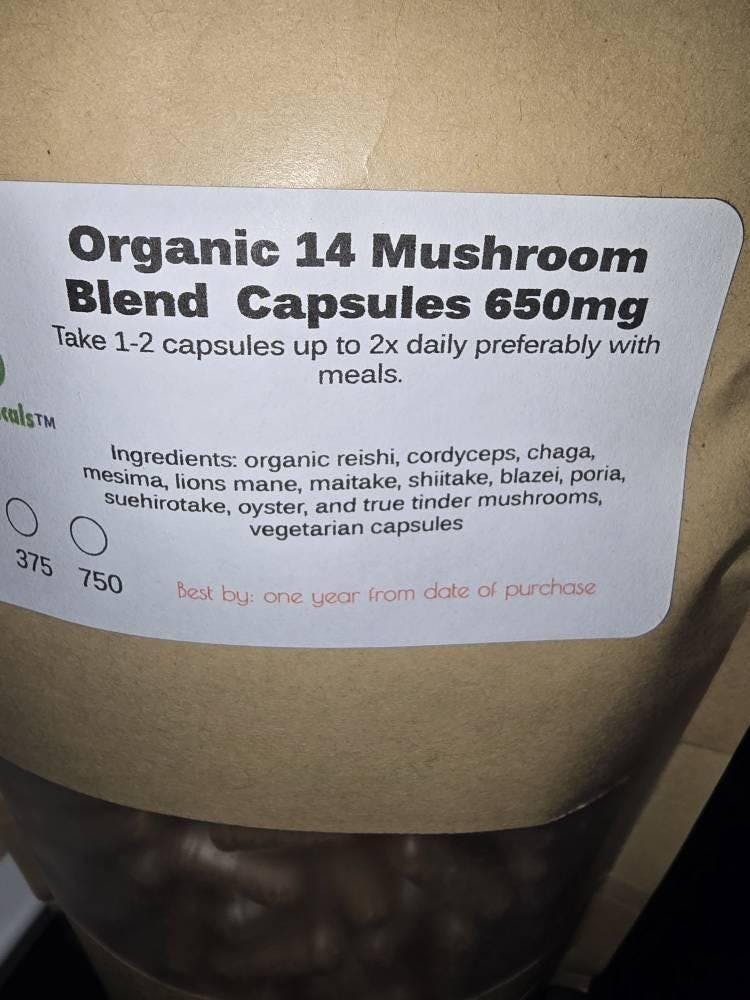 Organic 14 Mushroom
Blend Capsules 650mg
Take 1-2 capsules up to 2x daily preferably with
meals.
TM
Ingredients: organic reishi, cordyceps, chaga,
mesima, lions mane, maitake, shiitake, blazei, poria,
suehirotake, oyster, and true tinder mushrooms,
vegetarian capsules
375 750
Best by: one year from date of purchase